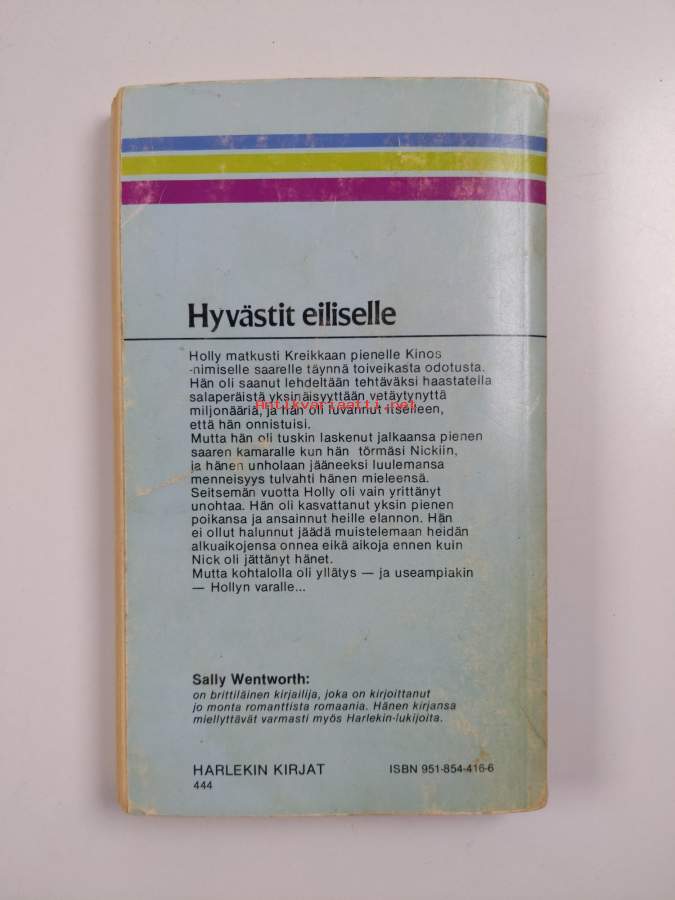 Hyvästit eiliselle
Holly matkusti Kreikkaan pienelle Kinos
-nimiselle saarelle täynnä toiveikasta odotusta.
Hän oli saanut lehdeltään tehtäväksi haastatella
salaperäistä yksinäisyyttään vetäytynyttä
Antikvariaatti.net
miljonääriä, ja hän oli luvannut itselleen,
että hän onnistuisi.
Mutta hän oli tuskin laskenut jalkaansa pienen
saaren kamaralle kun hän törmäsi Nickiin,
ja hänen unholaan jääneeksi luulemansa
menneisyys tulvahti hänen mieleensä.
Seitsemän vuotta Holly oli vain yrittänyt
unohtaa. Hän oli kasvattanut yksin pienen
poikansa ja ansainnut heille elannon. Hän
ei ollut halunnut jäädä muistelemaan heidän
alkuaikojensa onnea eikä aikoja ennen kuin
Nick oli jättänyt hänet.
Mutta kohtalolla oli yllätys — ja useampiakin
— Hollyn varalle...
Sally Wentworth:
on brittiläinen kirjailija, joka on kirjoittanut
jo monta romanttista romaania. Hänen kirjansa
miellyttävät varmasti myös Harlekin-lukijoita.
HARLEKIN KIRJAT ISBN 951-854-416-6
444